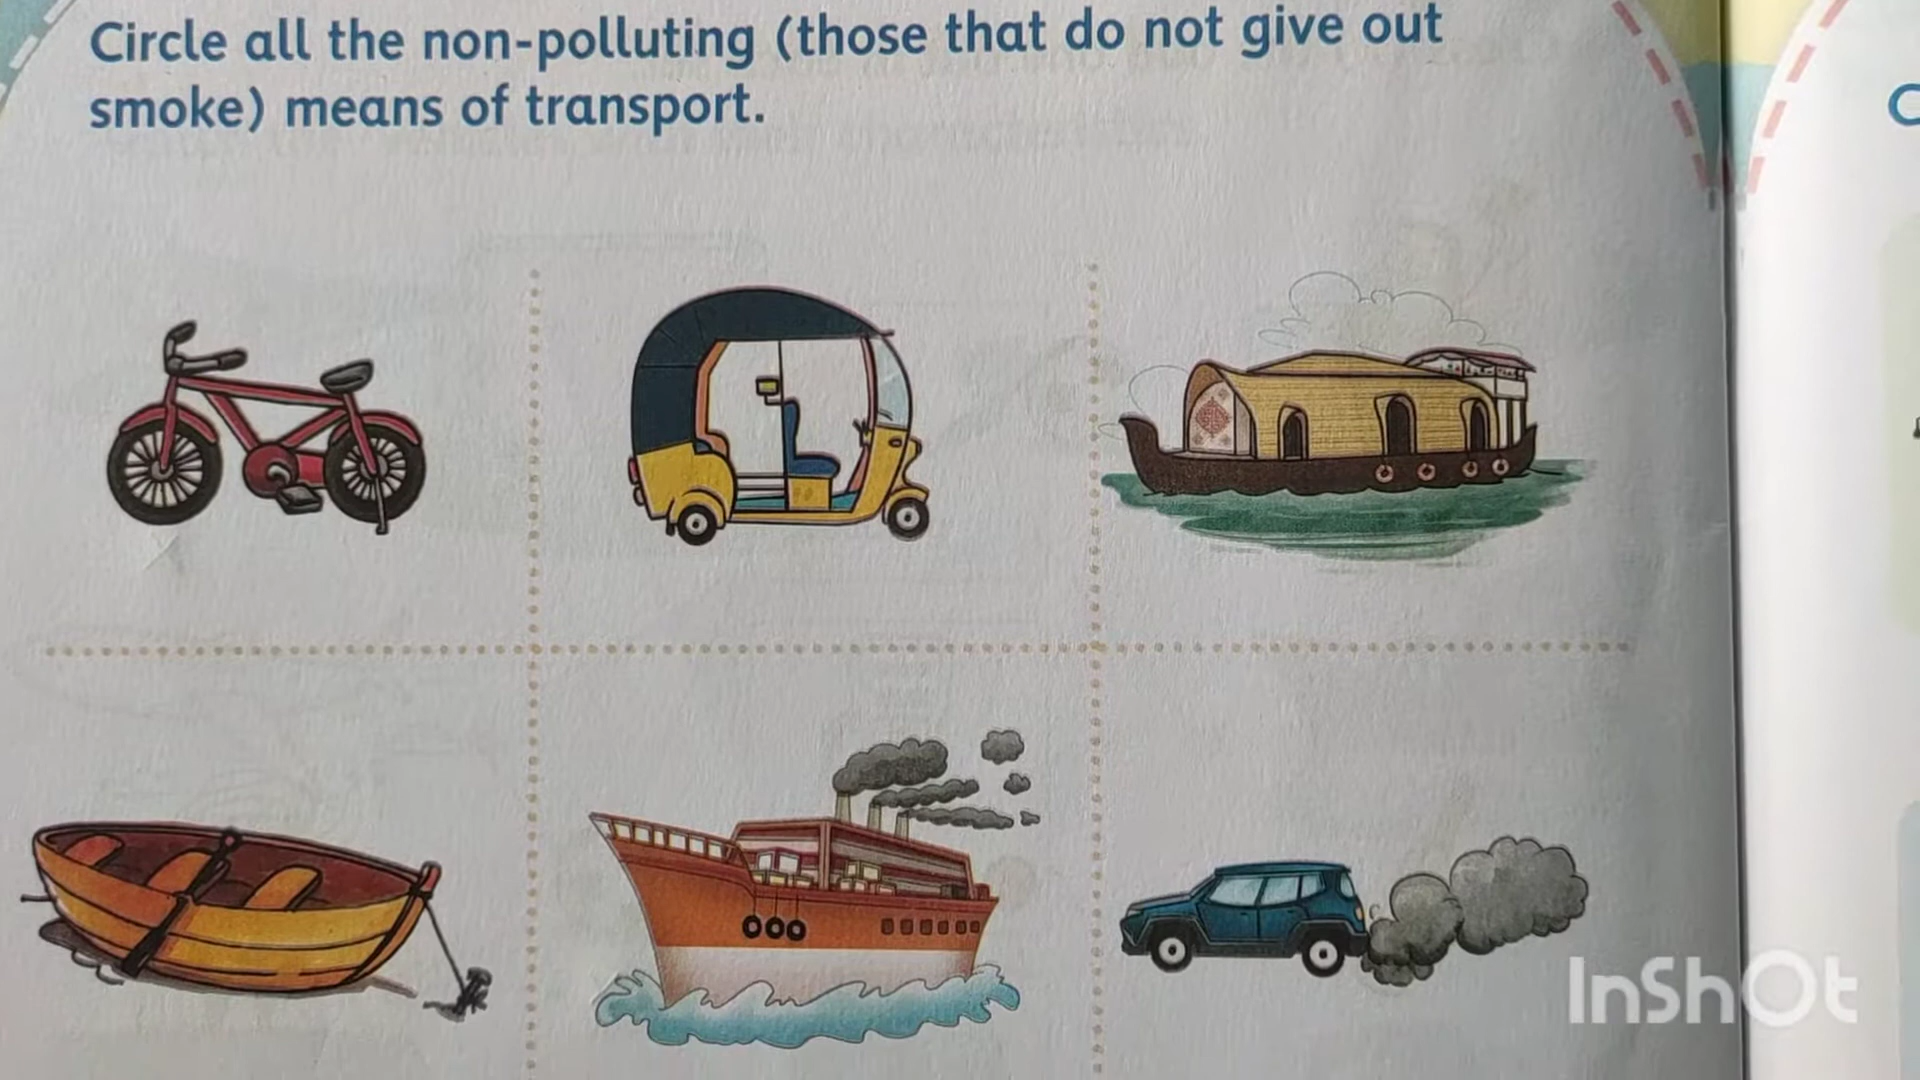 Circle all the non-polluting (those that do not give out
smoke) means of transport.
InShOt